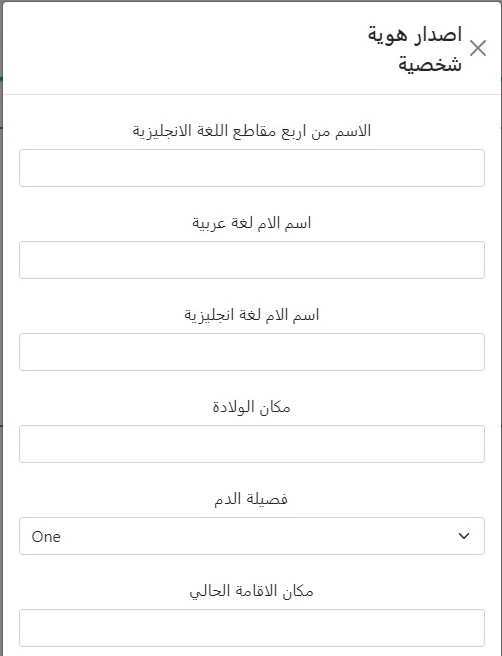 اصدار هوية
شخصية
الاسم من اربع مقاطع اللغة الانجليزية
اسم الام لغة عربية
اسم الام لغة انجليزية
مكان الولادة
فصيلة الدم
One
مكان الاقامة الحالي